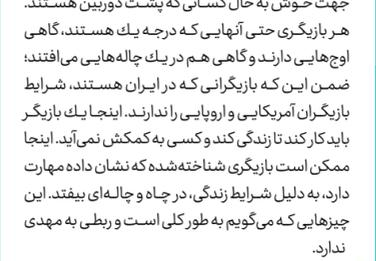 جهت خوش به حال کسانی که پشت دوربین هستند.
هر بازیگری حتی آنهایی که درجه یك هستند، گاهی
اوج‌هایی دارند و گاهی هم در یك چاله‌هایی می‌افتند؛
ضمن این که بازیگرانی که در ایران هستند، شرایط
بازیگران آمریکایی و اروپایی را ندارند. اینجا یك بازیگر
باید کار کند تا زندگی کند و کسی به کمکش نمی‌آید. اینجا
ممکن است بازیگری شناخته‌شده که نشان داده مهارت
دارد، به دلیل شرایط زندگی، در چاه و چاله‌ای بیفتد. این
چیزهایی که می‌گویم به طور کلی است و ربطی به مهدی
ندارد.